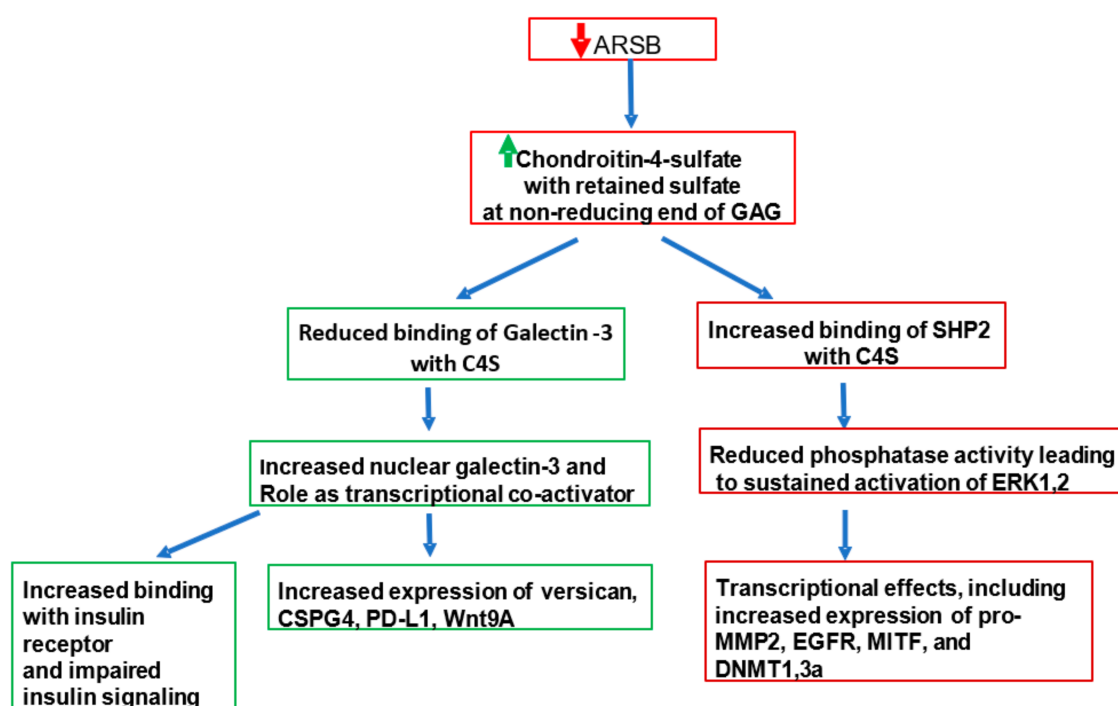 ARSB
Chondroitin-4-sulfate
with retained sulfate
at non-reducing end of GAG
Reduced binding of Galectin -3
with C4S
Increased binding of SHP2
with C4S
Increased nuclear galectin-3 and
Role as transcriptional co-activator
Reduced phosphatase activity leading
to sustained activation of ERK1,2
Increased binding
with insulin
receptor
and impaired
insulin signaling
Increased expression of versican,
CSPG4, PD-L1, Wnt9A
Transcriptional effects, including
increased expression of pro-
MMP2, EGFR, MITF, and
DNMT1,3a